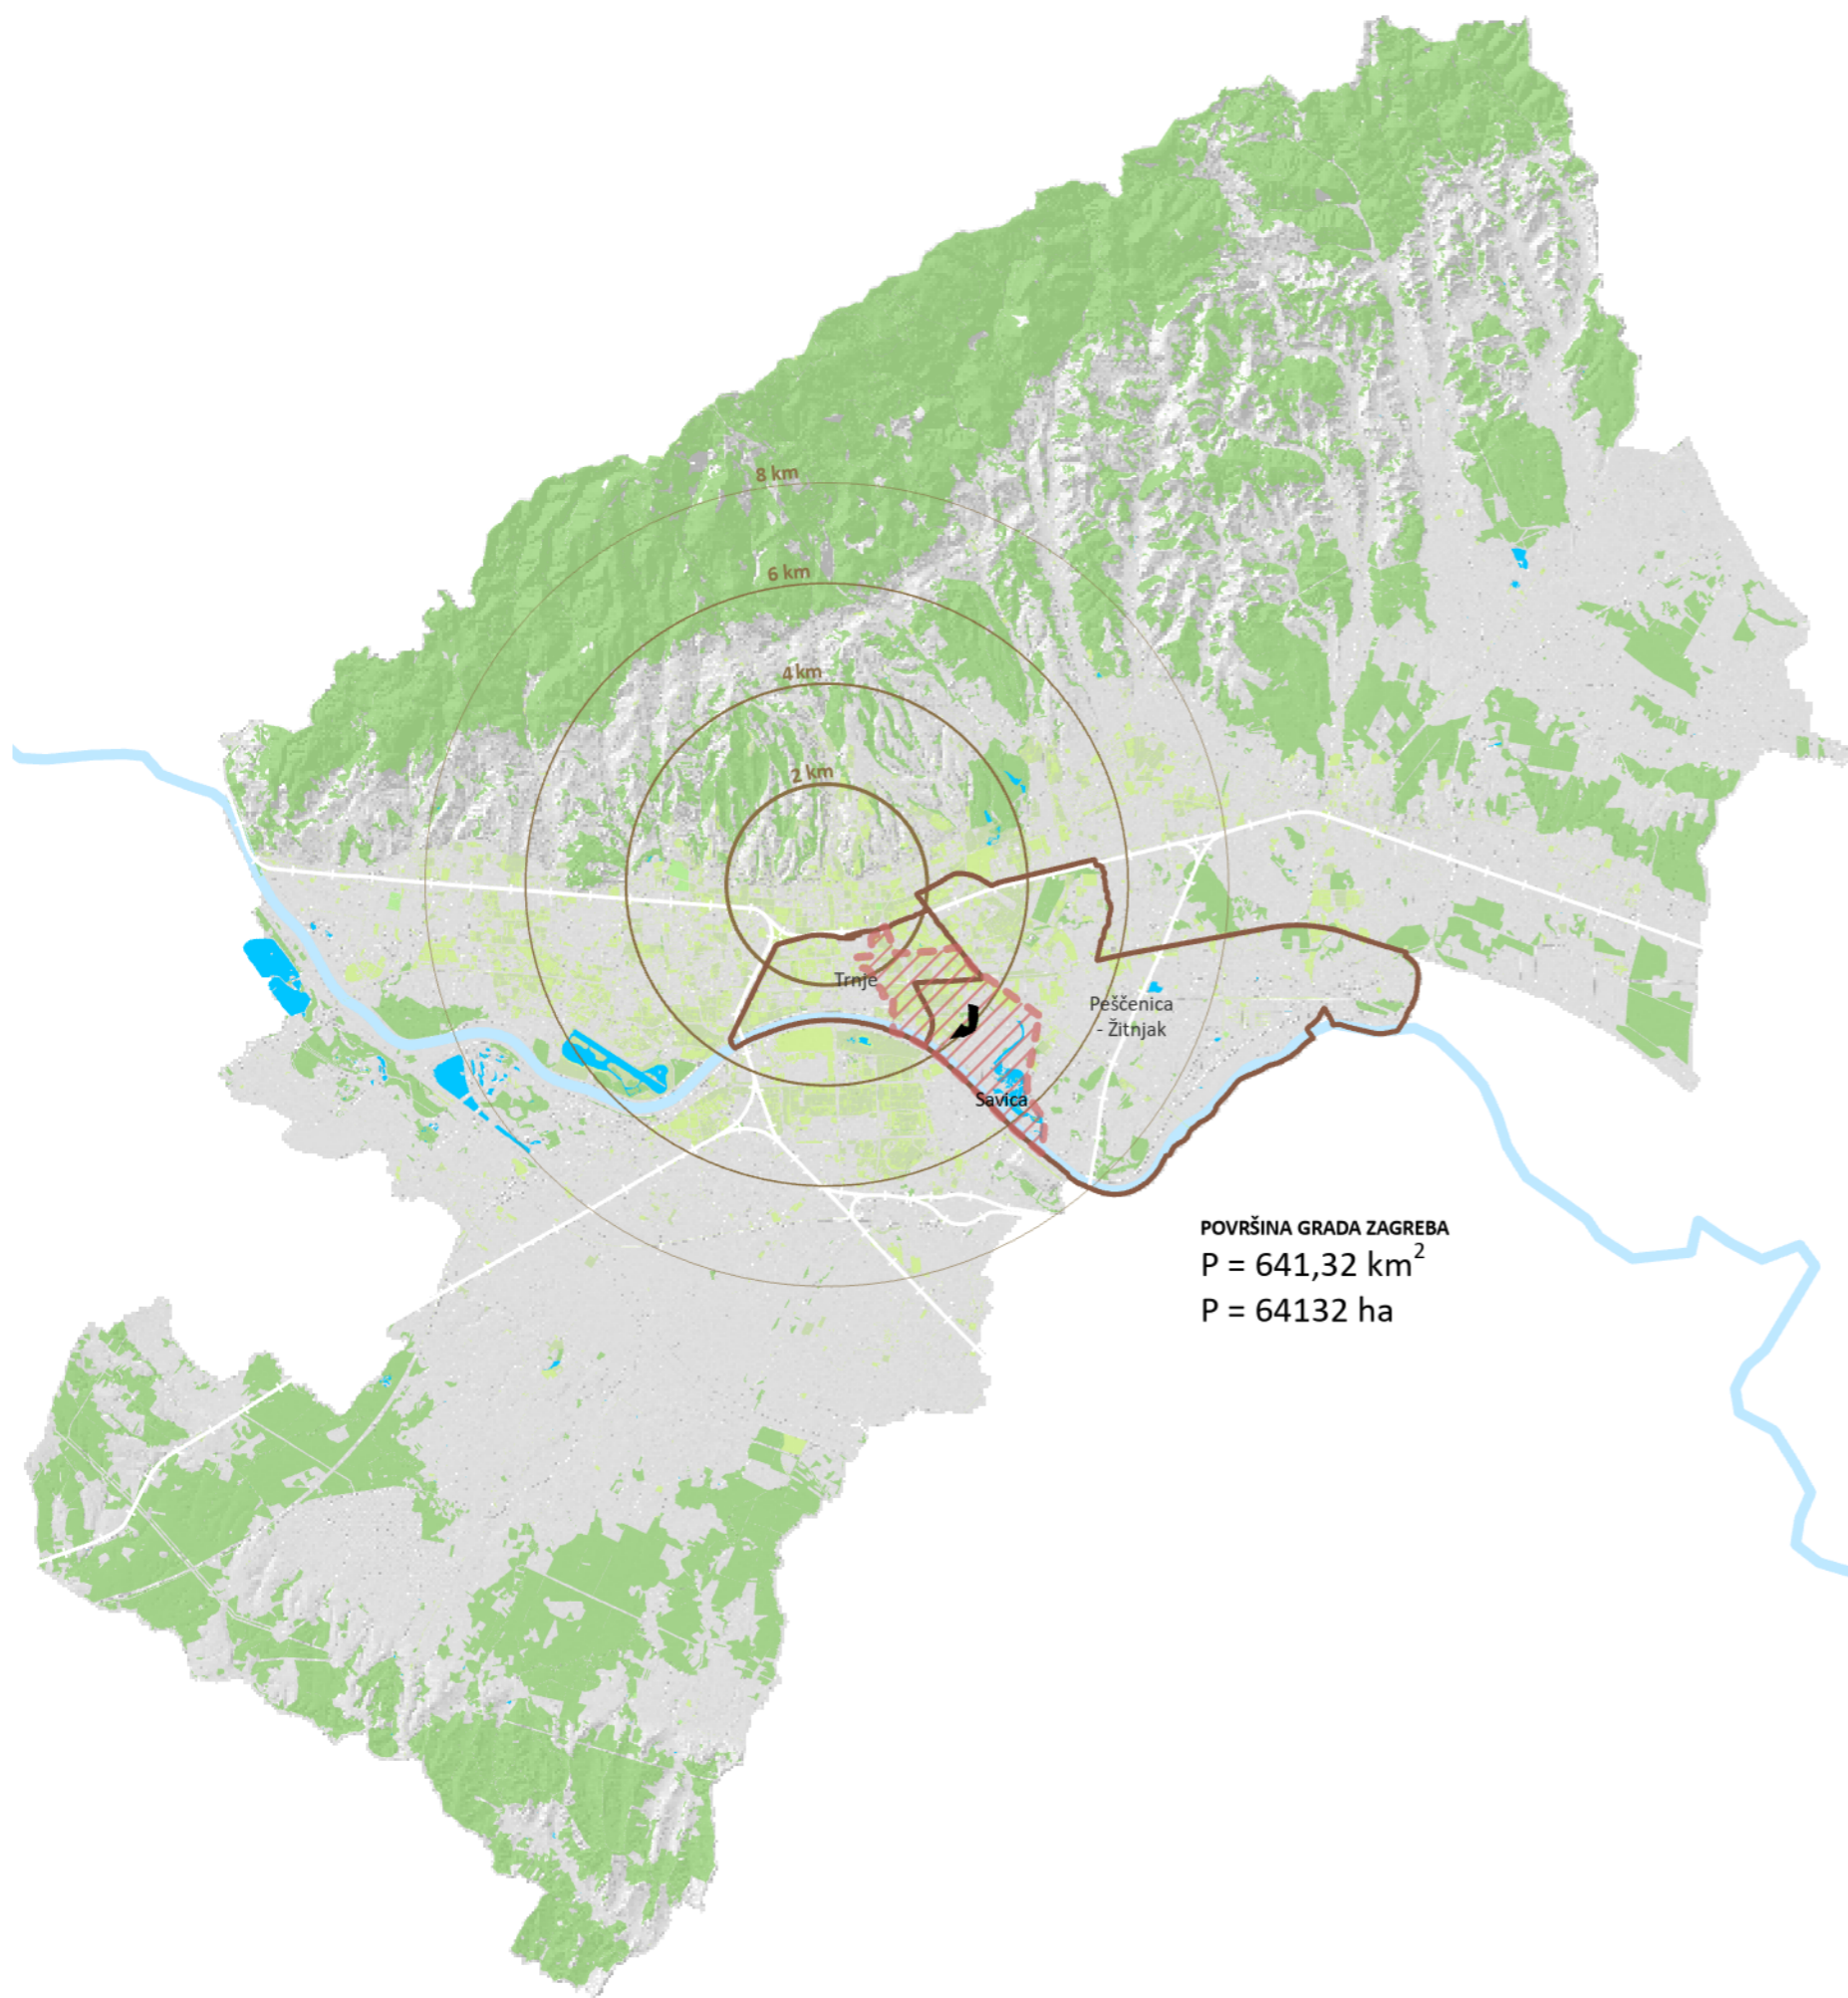 8 km
6 km
4 km
2 km
Trnje
Peščenica
- Žitnjak
Savica
POVRŠINA GRADA ZAGREBA
P = 641,32 km²
P = 64132 ha